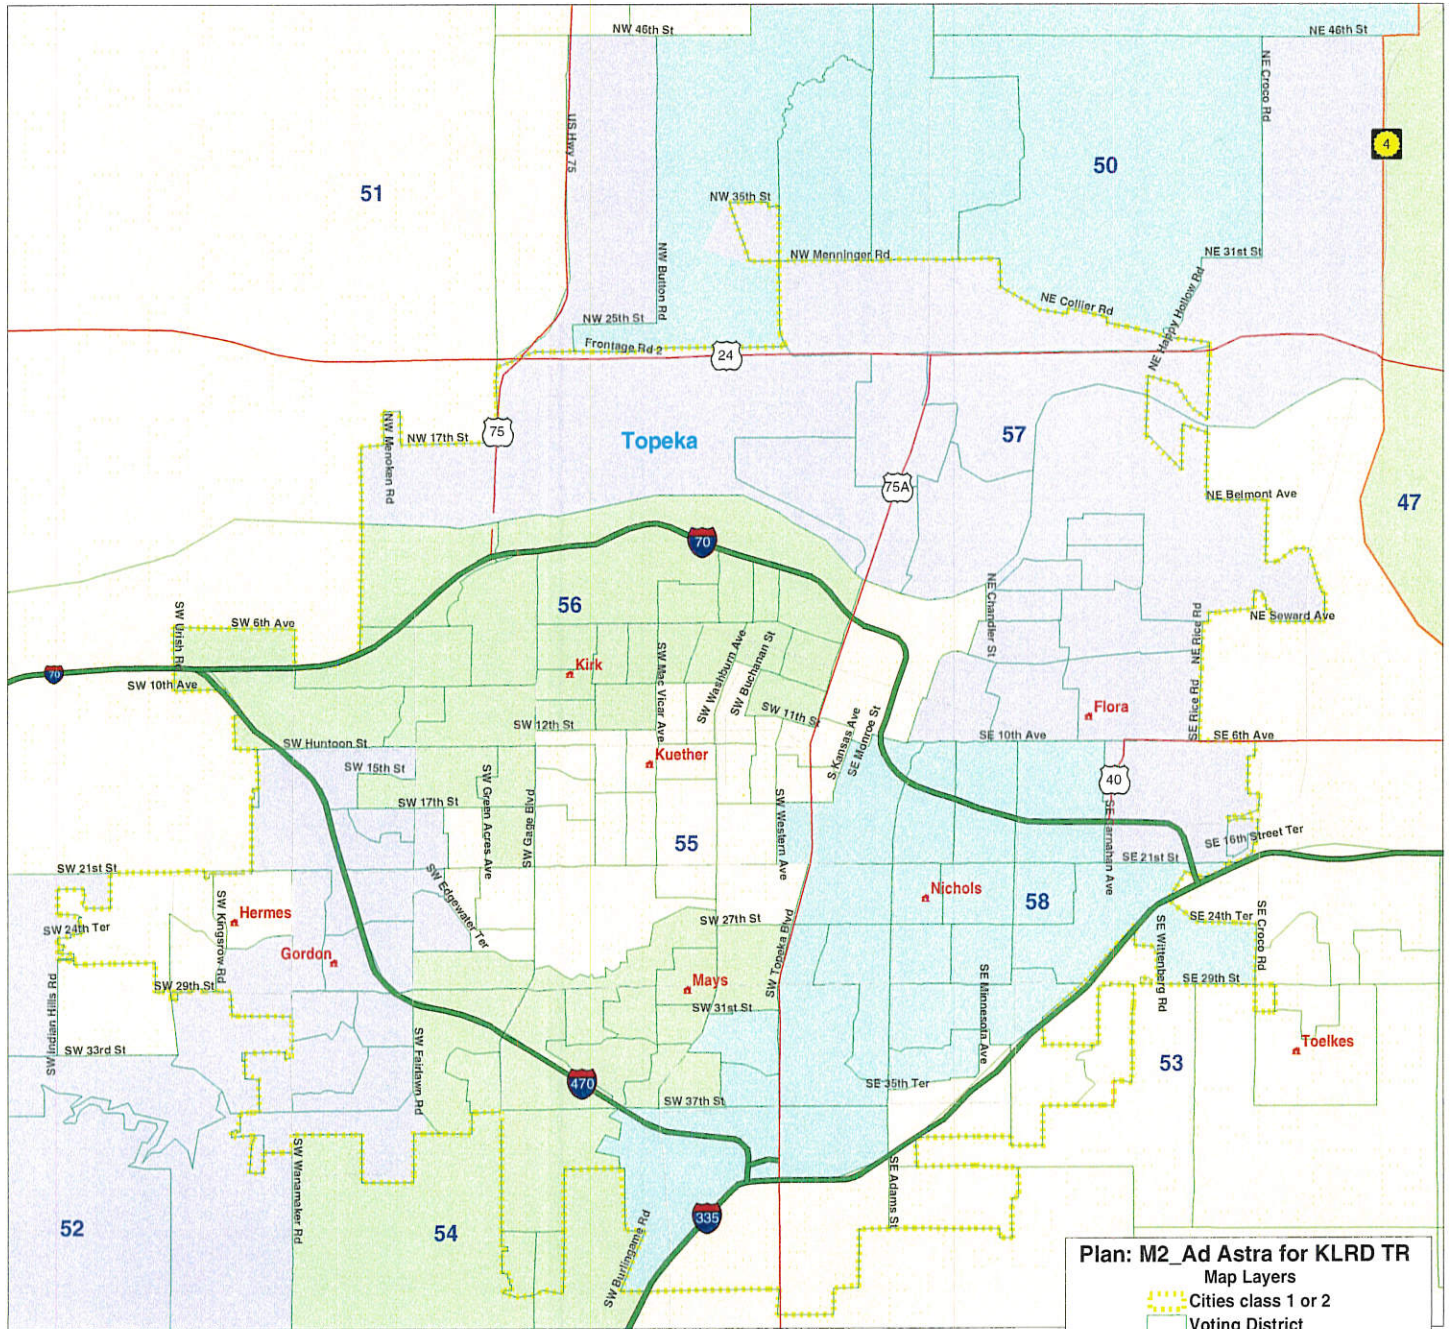 NW 46th St
NE 46th St
US Hwy 75
NE Croco Rd
4
50
51
NW 35th St
NW Button Rd
NW Menninger Rd
NE 31st St
NE Collier Rd
NE Happy Hollow Rd
NW 25th St
Frontage Rd 2
24
NW Menoken Rd
NW 17th St
75
Topeka
57
75A
NE Belmont Ave
47
70
NE Chandler St
56
SW Urish Rd
SW 6th Ave
NE Rice Rd
NE Seward Ave
70
Kirk
SW Mac Vicar Ave
SW Washburn Ave
SW Buchanan St
SW 10th Ave
SW 12th St
SW 11th St
S Kansas Ave
SE Monroe St
Flora
SE Rice Rd
SE 10th Ave
SE 6th Ave
SW Huntoon St
Kuether
SW 15th St
SW Green Acres Ave
SW Gage Blvd
SW 17th St
SW Western Ave
40
SE Carnahan Ave
55
SE 16th Street Ter
SE 21st St
SW 21st St
SW Edgewater Ter
Nichols
58
SW Kingsrow Rd
Hermes
SW 24th Ter
SW 27th St
SW Topeka Blvd
SE 24th Ter
SE Croco Rd
SE Wittenberg Rd
Gordon
SW Indian Hills Rd
SW 29th St
Mays
SE Minnesota Ave
SE 29th St
SW 31st St
SW 33rd St
SW Fairlawn Rd
Toelkes
53
470
SE 35th Ter
SW 37th St
SW Wanamaker Rd
SE Adams St
52
54
335
SW Burlingame Rd
Plan: M2_Ad Astra for KLRD TR
Map Layers
Cities class 1 or 2
Voting District